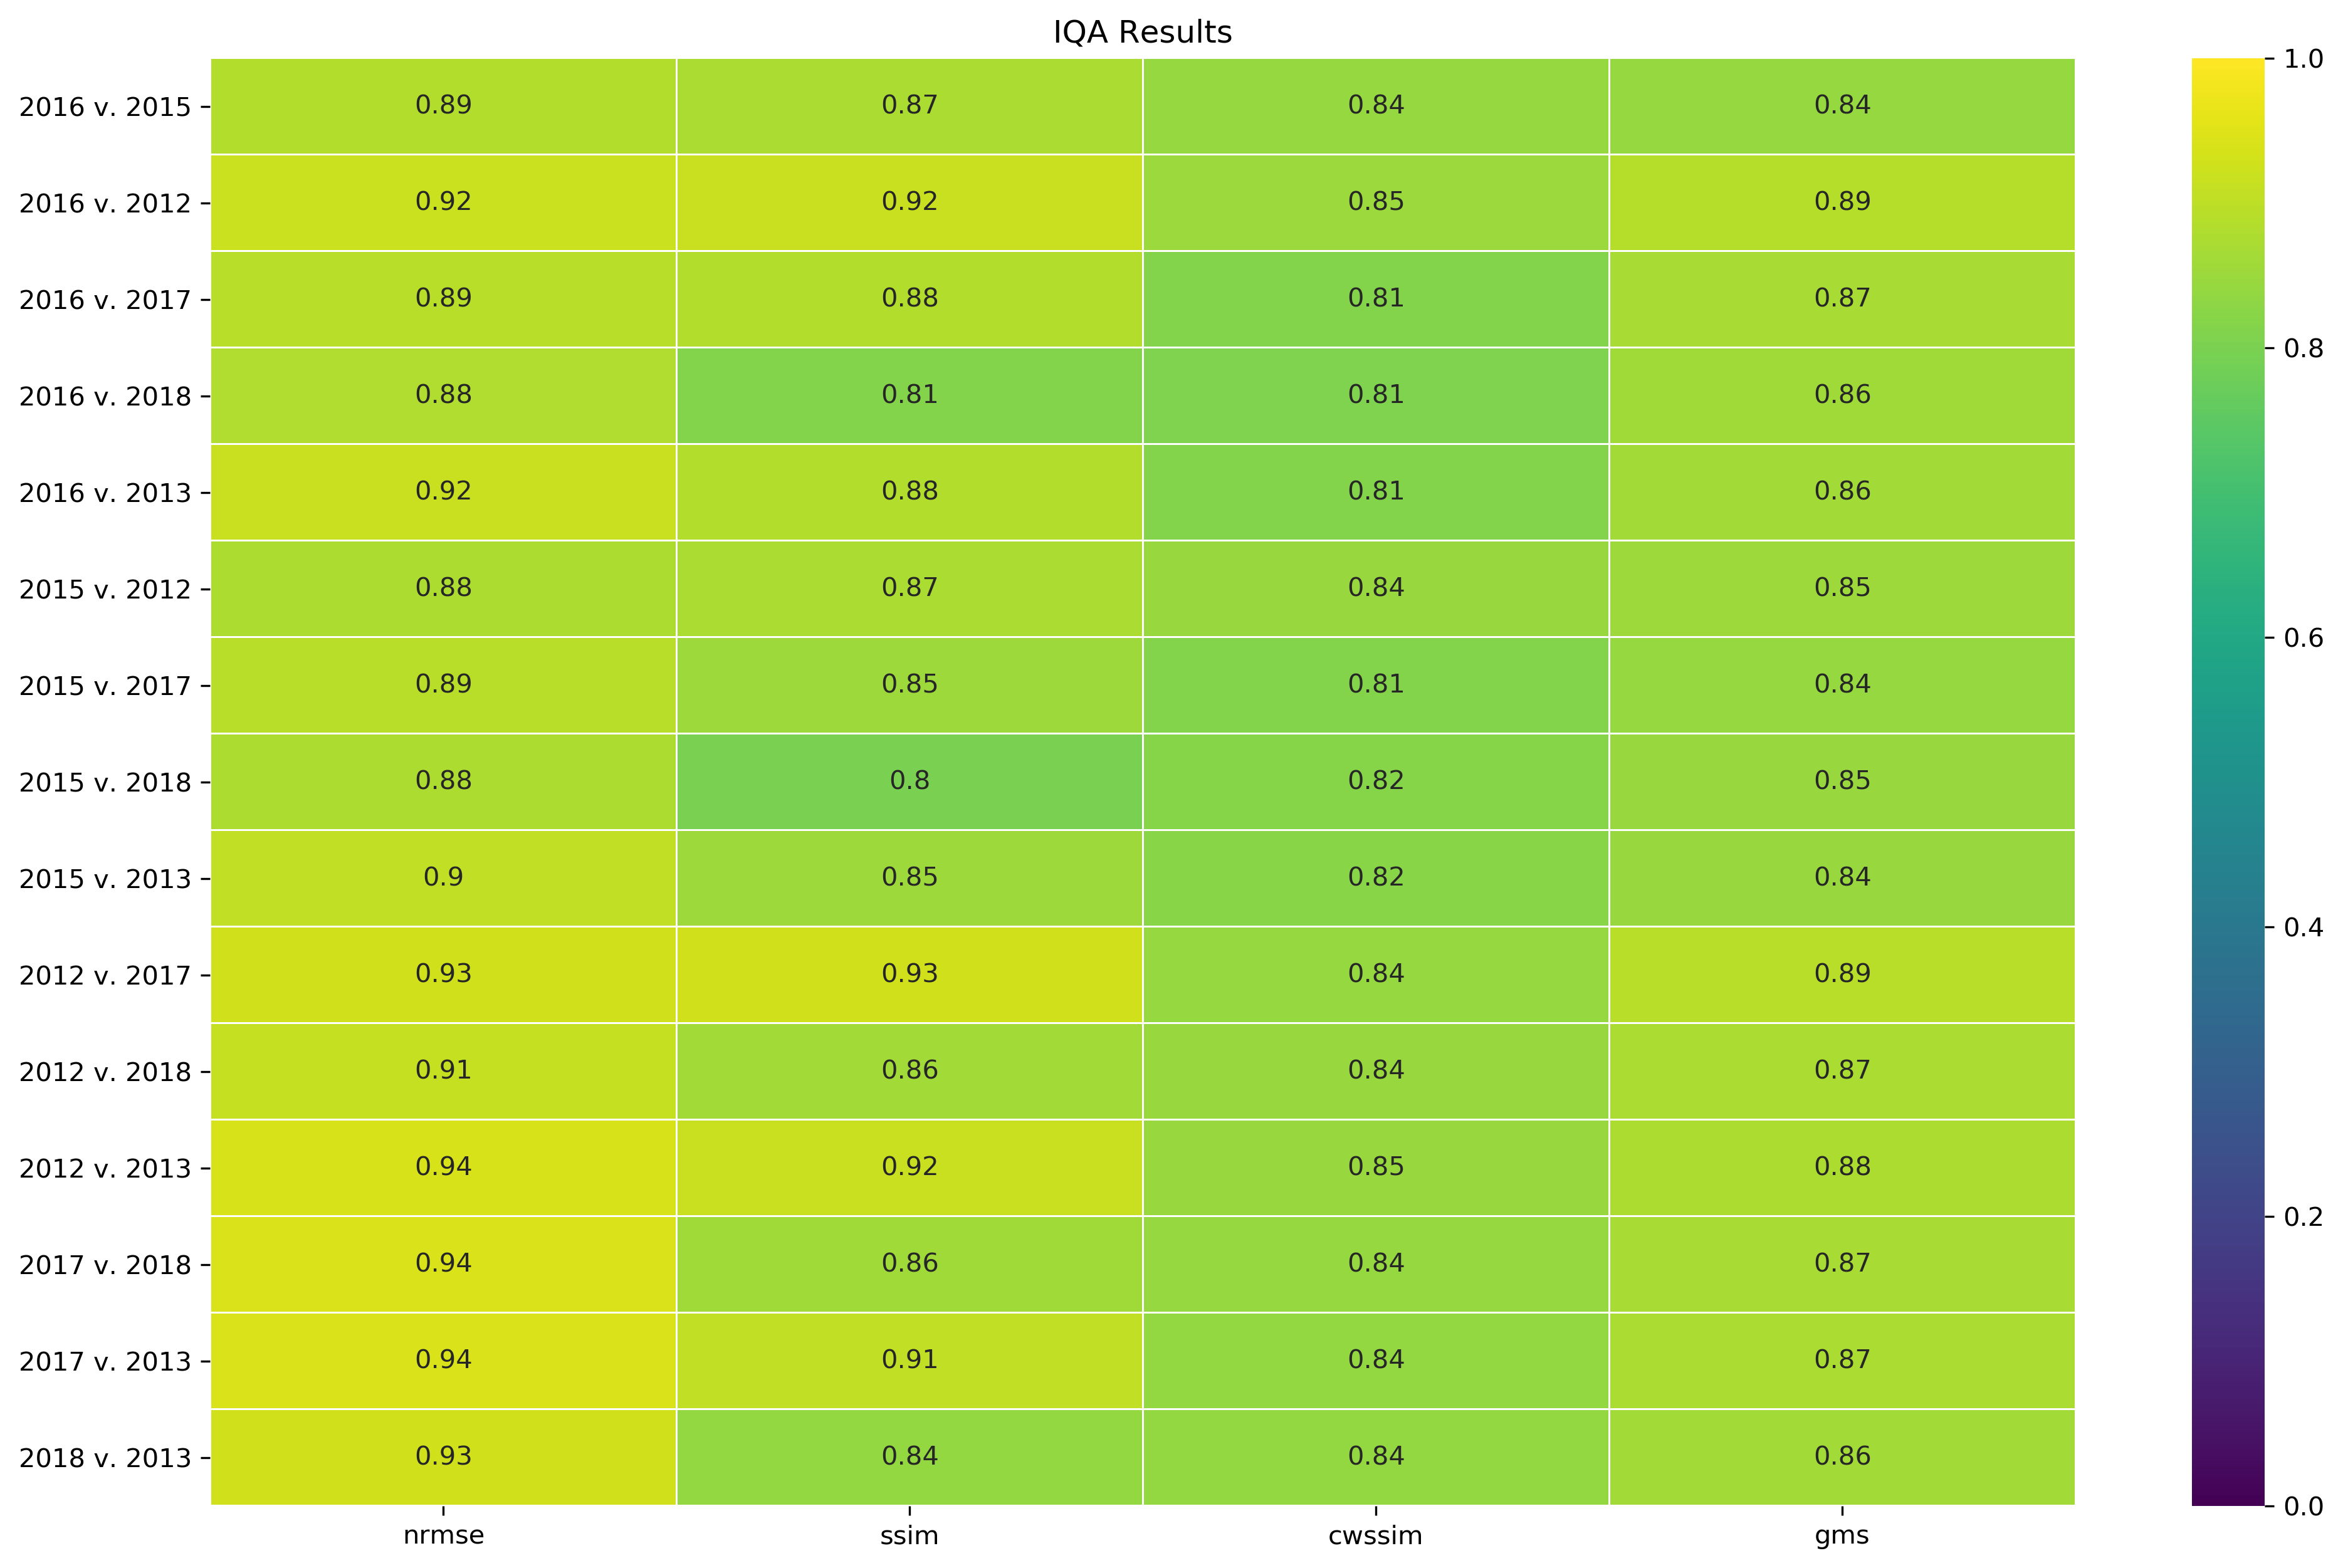 IQA Results
1.0
2016 v. 2015 0.89 0.87 0.84 0.84
2016 v. 2012 0.92 0.92 0.85 0.89
2016 v. 2017 0.89 0.88 0.81 0.87
0.8
2016 v. 2018 0.88 0.81 0.81 0.86
2016 v. 2013 0.92 0.88 0.81 0.86
2015 v. 2012 0.88 0.87 0.84 0.85
0.6
2015 v. 2017 0.89 0.85 0.81 0.84
2015 v. 2018 0.88 0.8 0.82 0.85
2015 v. 2013 0.9 0.85 0.82 0.84
0.4
2012 v. 2017 0.93 0.93 0.84 0.89
2012 v. 2018 0.91 0.86 0.84 0.87
2012 v. 2013 0.94 0.92 0.85 0.88
0.2
2017 v. 2018 0.94 0.86 0.84 0.87
2017 v. 2013 0.94 0.91 0.84 0.87
2018 v. 2013 0.93 0.84 0.84 0.86
0.0
nrmse ssim cwssim gms